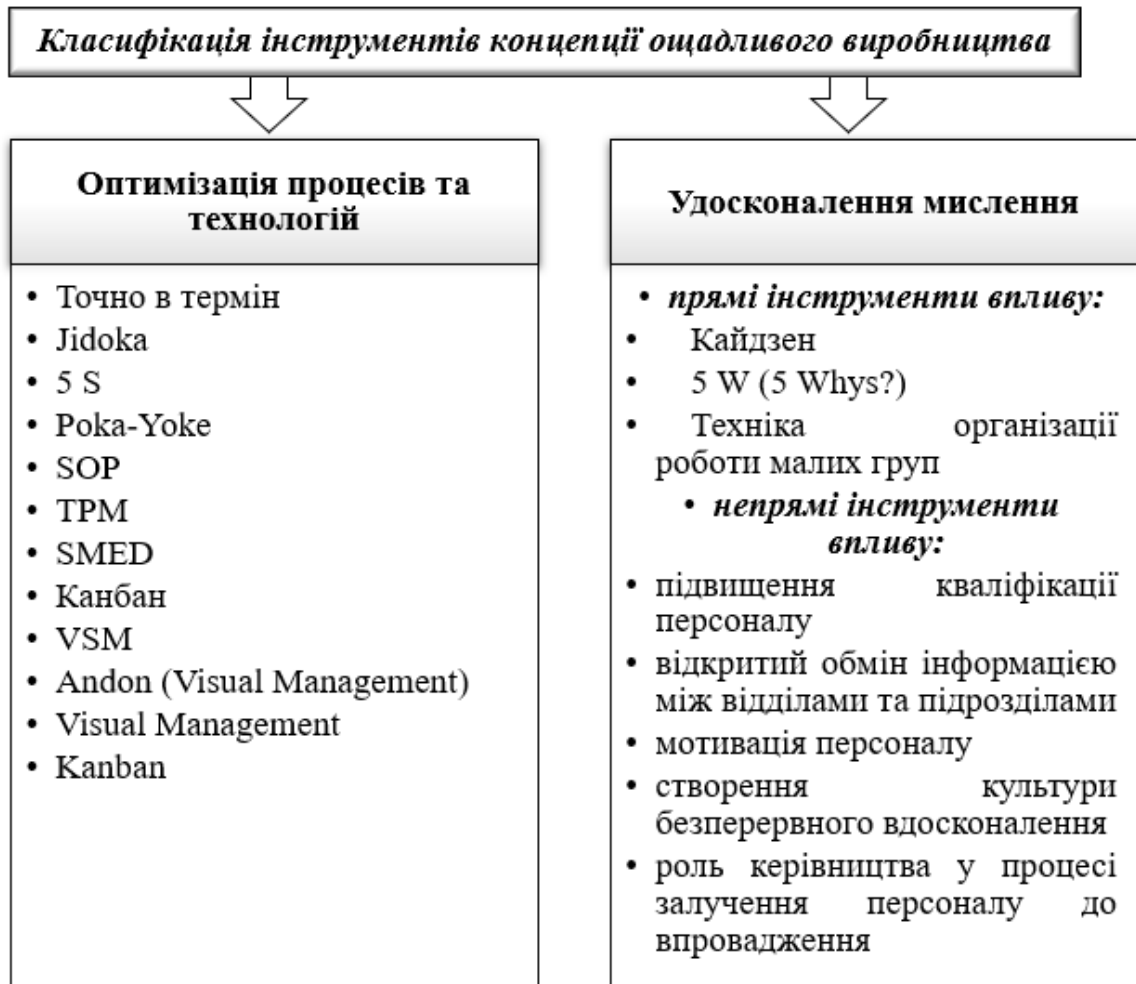 Класифікація інструментів концепції ощадливого виробництва
Оптимізація процесів та
технологій
• Точно в термін
• Jidoka
• 5 S
• Poka-Yoke
• SOP
• TPM
• SMED
• Канбан
• VSM
• Andon (Visual Management)
• Visual Management
• Kanban
Удосконалення мислення
• прямі інструменти впливу:
• Кайдзен
• 5 W (5 Whys?)
• Техніка організації
роботи малих груп
• непрямі інструменти
впливу:
• підвищення кваліфікації
персоналу
• відкритий обмін інформацією
між відділами та підрозділами
• мотивація персоналу
• створення культури
безперервного вдосконалення
• роль керівництва у процесі
залучення персоналу до
впровадження